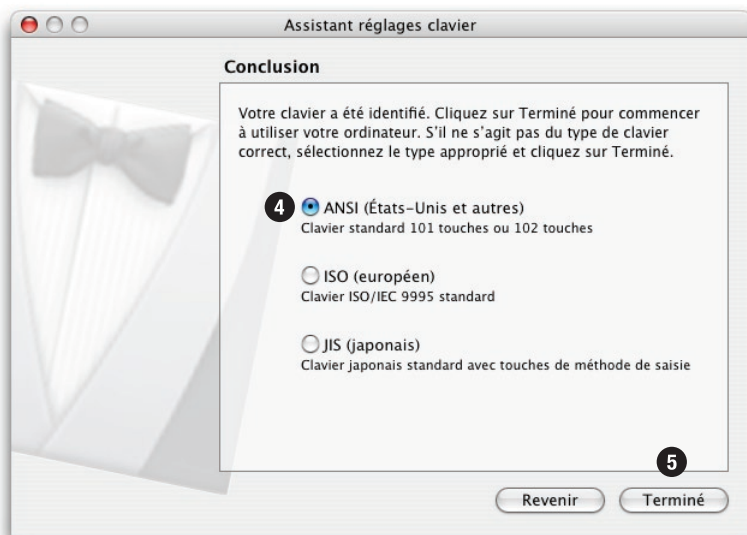 Assistant réglages clavier
Conclusion
Votre clavier a été identifié. Cliquez sur Terminé pour commencer
à utiliser votre ordinateur. S'il ne s'agit pas du type de clavier
correct, sélectionnez le type approprié et cliquez sur Terminé.
4 ANSI (États-Unis et autres)
Clavier standard 101 touches ou 102 touches
ISO (européen)
Clavier ISO/IEC 9995 standard
JIS (japonais)
Clavier japonais standard avec touches de méthode de saisie
5
Revenir Terminé